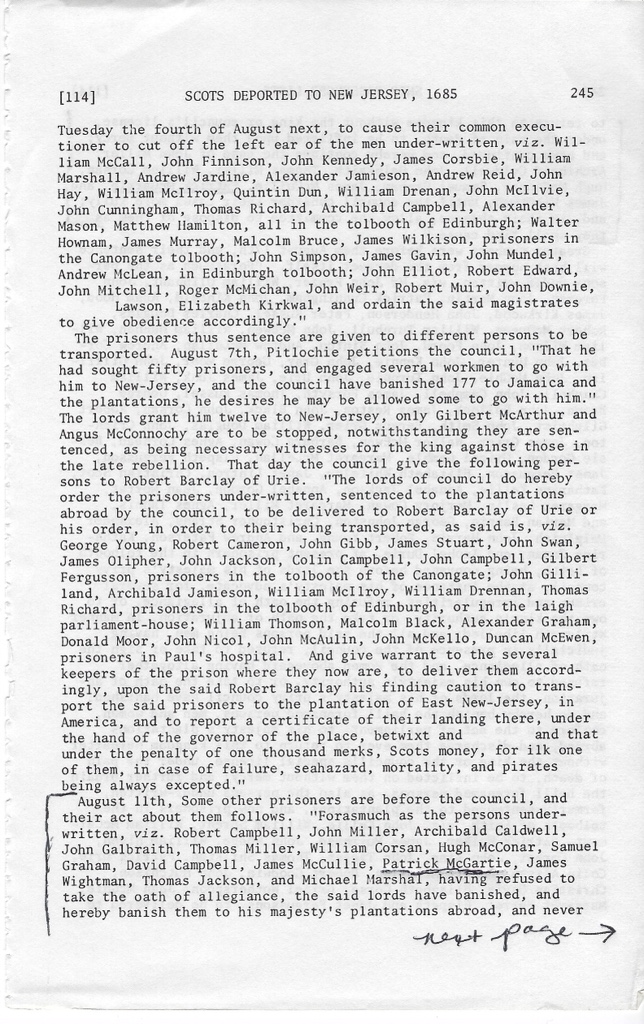 [114] SCOTS DEPORTED TO NEW JERSEY, 1685 245
Tuesday the fourth of August next, to cause their common execu-
tioner to cut off the left ear of the men under-written, viz. Wil-
liam McCall, John Finnison, John Kennedy, James Corsbie, William
Marshall, Andrew Jardine, Alexander Jamieson, Andrew Reid, John
Hay, William McIlroy, Quintin Dun, William Drenan, John McIlvie,
John Cunningham, Thomas Richard, Archibald Campbell, Alexander
Mason, Matthew Hamilton, all in the tolbooth of Edinburgh; Walter
Hownam, James Murray, Malcolm Bruce, James Wilkison, prisoners in
the Canongate tolbooth; John Simpson, James Gavin, John Mundel,
Andrew McLean, in Edinburgh tolbooth; John Elliot, Robert Edward,
John Mitchell, Roger McMichan, John Weir, Robert Muir, John Downie,
Lawson, Elizabeth Kirkwal, and ordain the said magistrates
to give obedience accordingly."
The prisoners thus sentence are given to different persons to be
transported. August 7th, Pitlochie petitions the council, "That he
had sought fifty prisoners, and engaged several workmen to go with
him to New-Jersey, and the council have banished 177 to Jamaica and
the plantations, he desires he may be allowed some to go with him."
The lords grant him twelve to New-Jersey, only Gilbert McArthur and
Angus McConnochy are to be stopped, notwithstanding they are sen-
tenced, as being necessary witnesses for the king against those in
the late rebellion. That day the council give the following per-
sons to Robert Barclay of Urie. "The lords of council do hereby
order the prisoners under-written, sentenced to the plantations
abroad by the council, to be delivered to Robert Barclay of Urie or
his order, in order to their being transported, as said is, viz.
George Young, Robert Cameron, John Gibb, James Stuart, John Swan,
James Olipher, John Jackson, Colin Campbell, John Campbell, Gilbert
Fergusson, prisoners in the tolbooth of the Canongate; John Gilli-
land, Archibald Jamieson, William McIlroy, William Drennan, Thomas
Richard, prisoners in the tolbooth of Edinburgh, or in the laigh
parliament-house; William Thomson, Malcolm Black, Alexander Graham,
Donald Moor, John Nicol, John McAulin, John McKello, Duncan McEwen,
prisoners in Paul's hospital. And give warrant to the several
keepers of the prison where they now are, to deliver them accord-
ingly, upon the said Robert Barclay his finding caution to trans-
port the said prisoners to the plantation of East New-Jersey, in
America, and to report a certificate of their landing there, under
the hand of the governor of the place, betwixt and and that
under the penalty of one thousand merks, Scots money, for ilk one
of them, in case of failure, seahazard, mortality, and pirates
being always excepted."
August 11th, Some other prisoners are before the council, and
their act about them follows. "Forasmuch as the persons under-
written, viz. Robert Campbell, John Miller, Archibald Caldwell,
John Galbraith, Thomas Miller, William Corsan, Hugh McConar, Samuel
Graham, David Campbell, James McCullie, Patrick McGartie, James
Wightman, Thomas Jackson, and Michael Marshal, having refused to
take the oath of allegiance, the said lords have banished, and
hereby banish them to his majesty's plantations abroad, and never
next page →